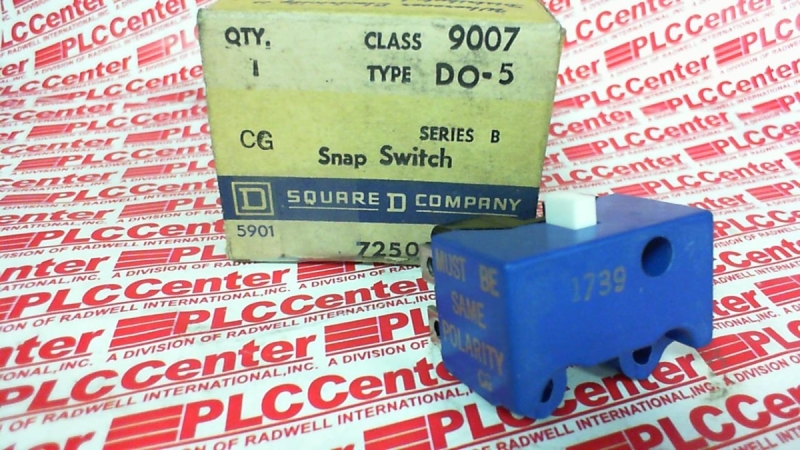 QTY. CLASS 9007
1 TYPE DO-5
CG SERIES B
Snap Switch
D SQUARE D COMPANY
5901
7250
MUST BE
SAME
POLARITY
1739
PLCCenter
A DIVISION OF RADWELL INTERNATIONAL, INC.